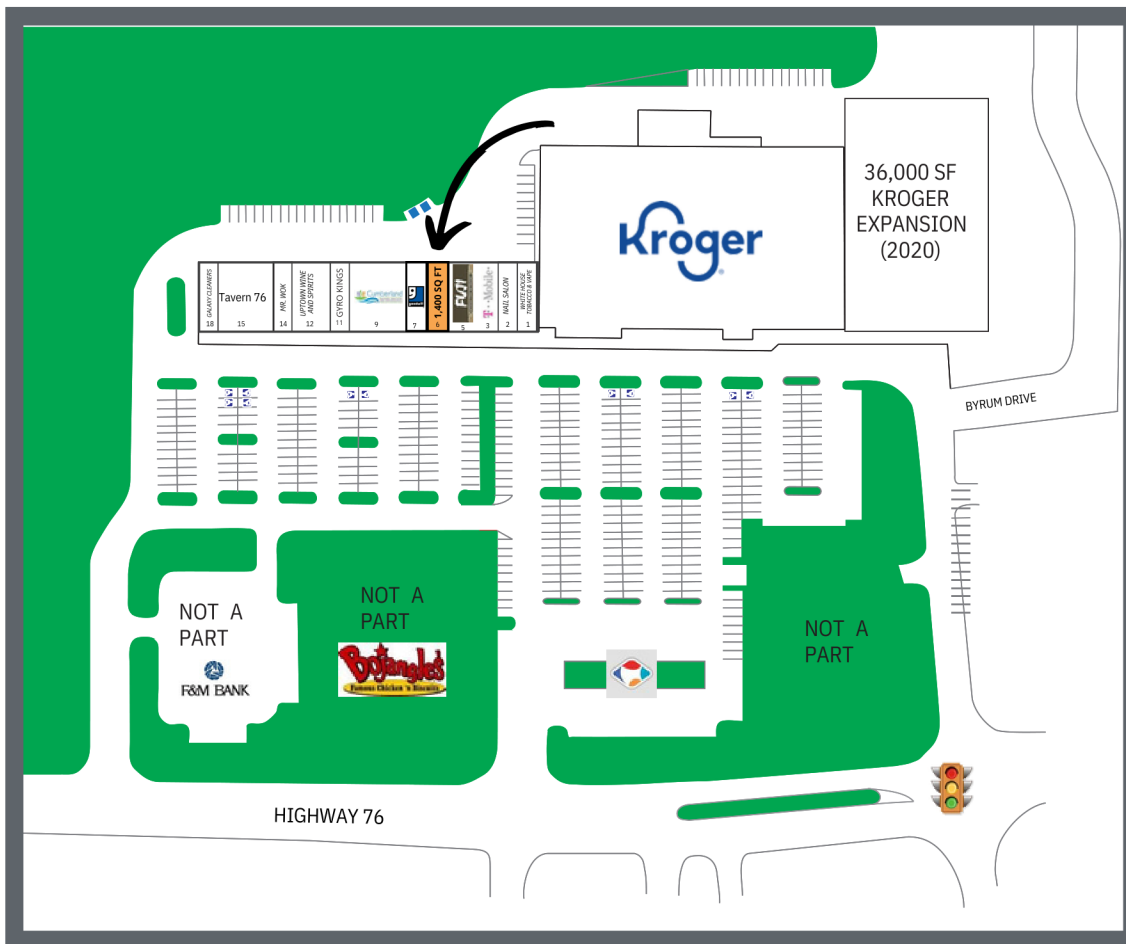 36,000 SF
KROGER
EXPANSION
(2020)
Kroger
GALAXY CLEANERS
18
Tavern 76
15
MR. WOK
14
UPTOWN WINE
AND SPIRITS
12
GYRO KINGS
11
Cumberland
9
7
1,400 SQ FT
6
FUJI
5
T-Mobile
3
NAIL SALON
2
WHITE HOUSE
TOBACCO & VAPE
1
BYRUM DRIVE
NOT A
PART
F&M BANK
NOT A
PART
Bojangles
Famous Chicken 'n Biscuits
NOT A
PART
HIGHWAY 76